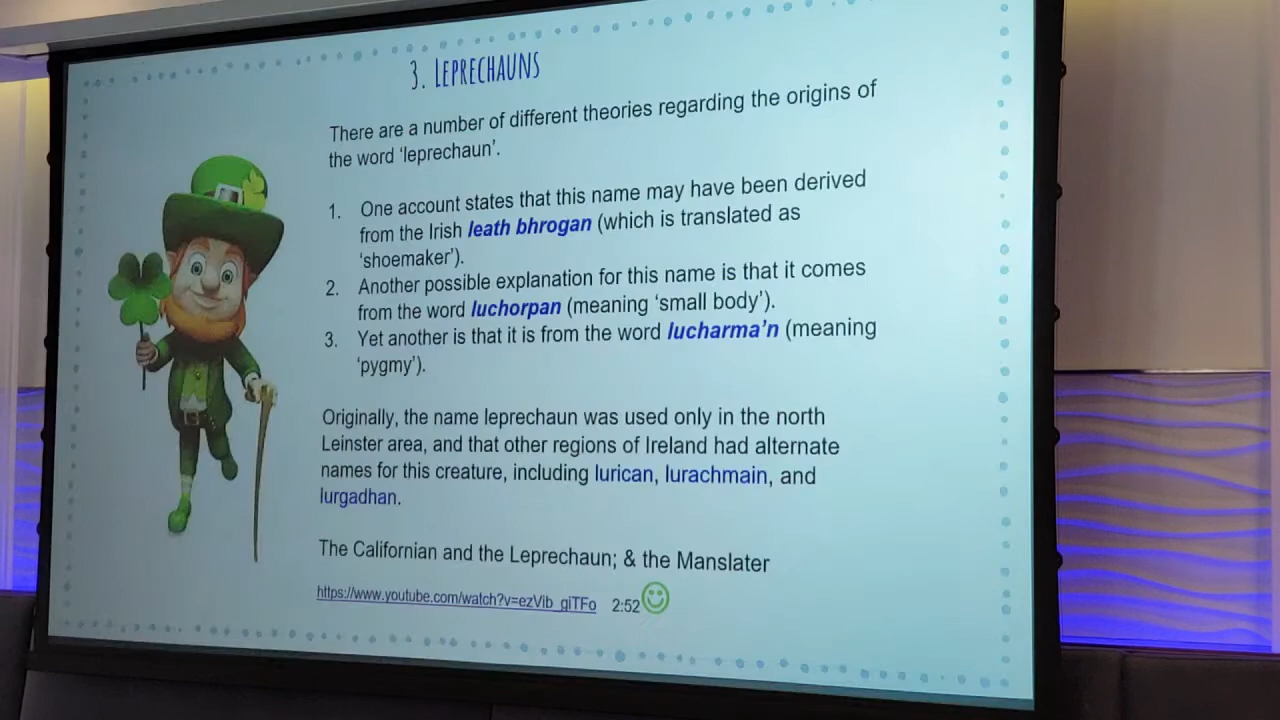 3. LEPRECHAUNS
There are a number of different theories regarding the origins of
the word ‘leprechaun’.
1. One account states that this name may have been derived
from the Irish leath bhrogan (which is translated as
‘shoemaker’).
2. Another possible explanation for this name is that it comes
from the word luchorpan (meaning ‘small body’).
3. Yet another is that it is from the word lucharma’n (meaning
‘pygmy’).
Originally, the name leprechaun was used only in the north
Leinster area, and that other regions of Ireland had alternate
names for this creature, including lurican, lurachmain, and
lurgadhan.
The Californian and the Leprechaun; & the Manslater
https://www.youtube.com/watch?v=ezVib_giTFo 2:52